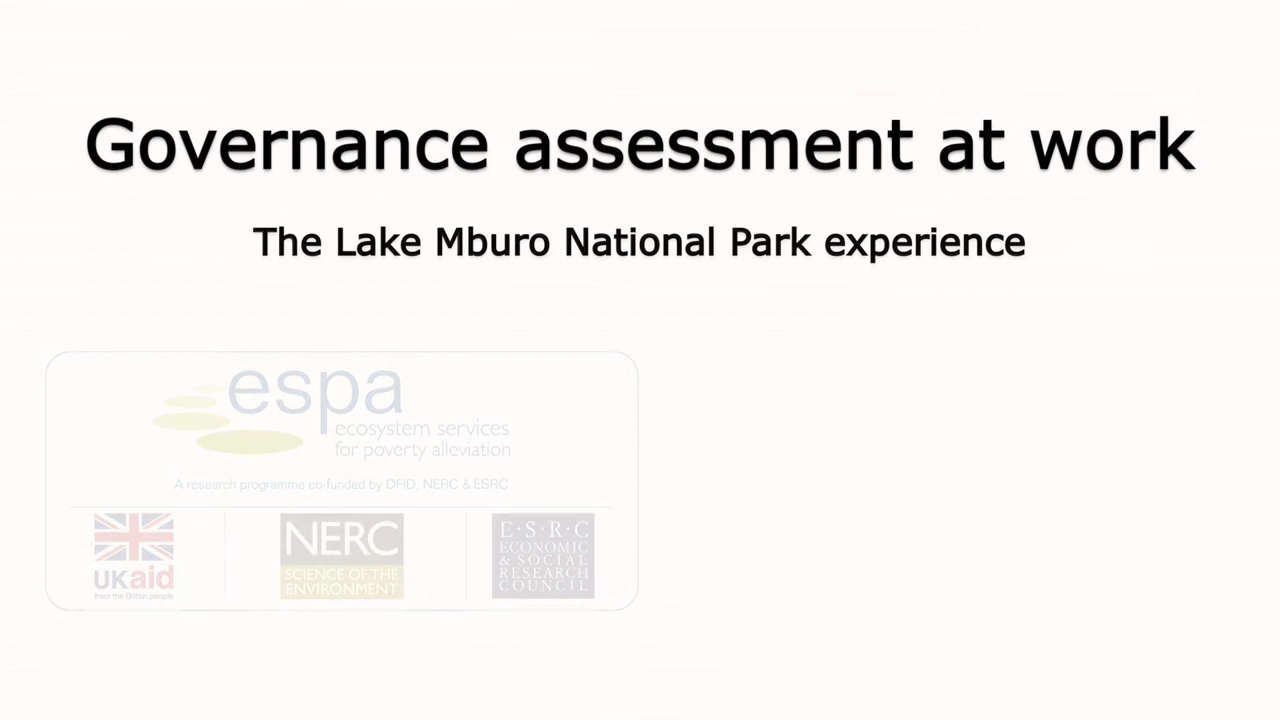 Governance assessment at work
The Lake Mburo National Park experience
espa
ecosystem services
for poverty alleviation
A research programme co-funded by DFID, NERC & ESRC
UKaid
from the British people
NERC
SCIENCE OF THE
ENVIRONMENT
E·S·R·C
ECONOMIC
& SOCIAL
RESEARCH
COUNCIL